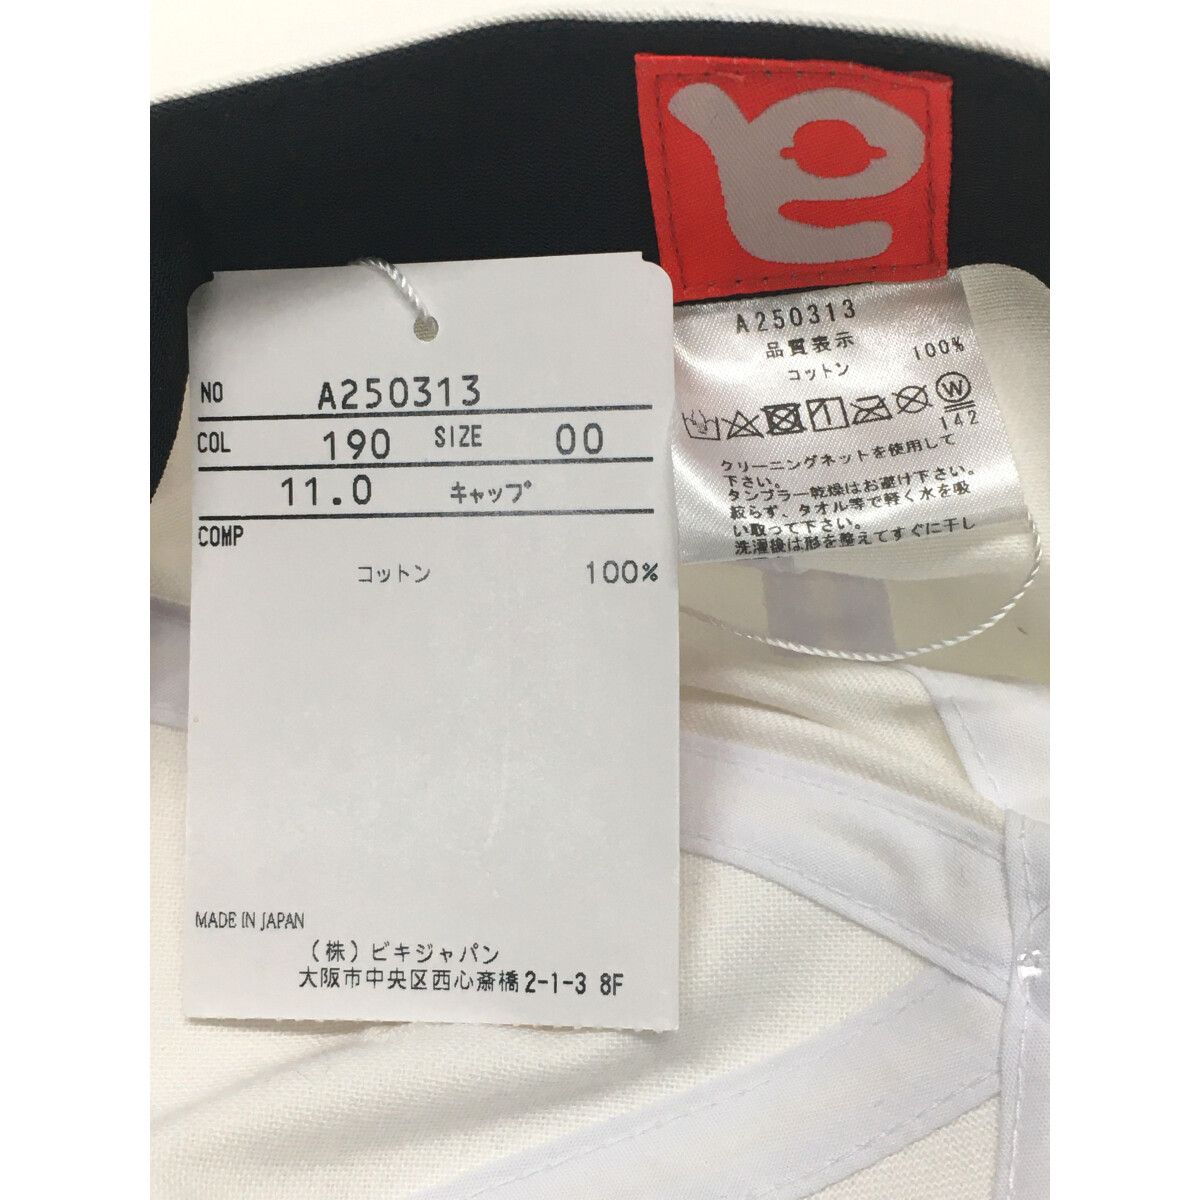 NO A250313
COL 190 SIZE 00
11.0 キャップ
COMP
コットン 100%
MADE IN JAPAN
(株)ビキジャパン
大阪市中央区西心斎橋2-1-3 8F
A250313
品質表示
コットン 100%
W
142
クリーニングネットを使用して
下さい。
タンブラー乾燥はお避け下さい。
絞らず、タオル等で軽く水を吸
い取って下さい。
洗濯後は形を整えてすぐに干し